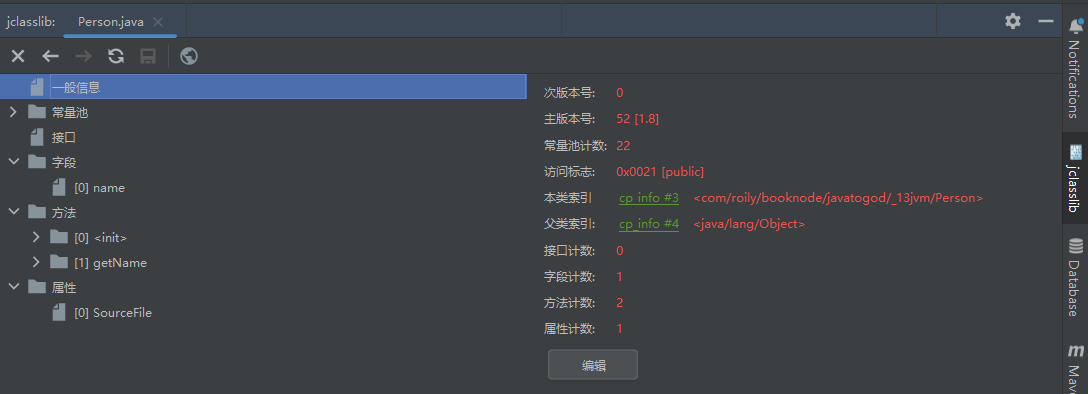 jclasslib: Person.java
一般信息
常量池
接口
字段
[0] name
方法
[0] <init>
[1] getName
属性
[0] SourceFile
次版本号: 0
主版本号: 52 [1.8]
常量池计数: 22
访问标志: 0x0021 [public]
本类索引 cp_info #3 <com/roily/booknode/javatogod/_13jvm/Person>
父类索引: cp_info #4 <java/lang/Object>
接口计数: 0
字段计数: 1
方法计数: 2
属性计数: 1
编辑
Notifications
jclasslib
Database
m